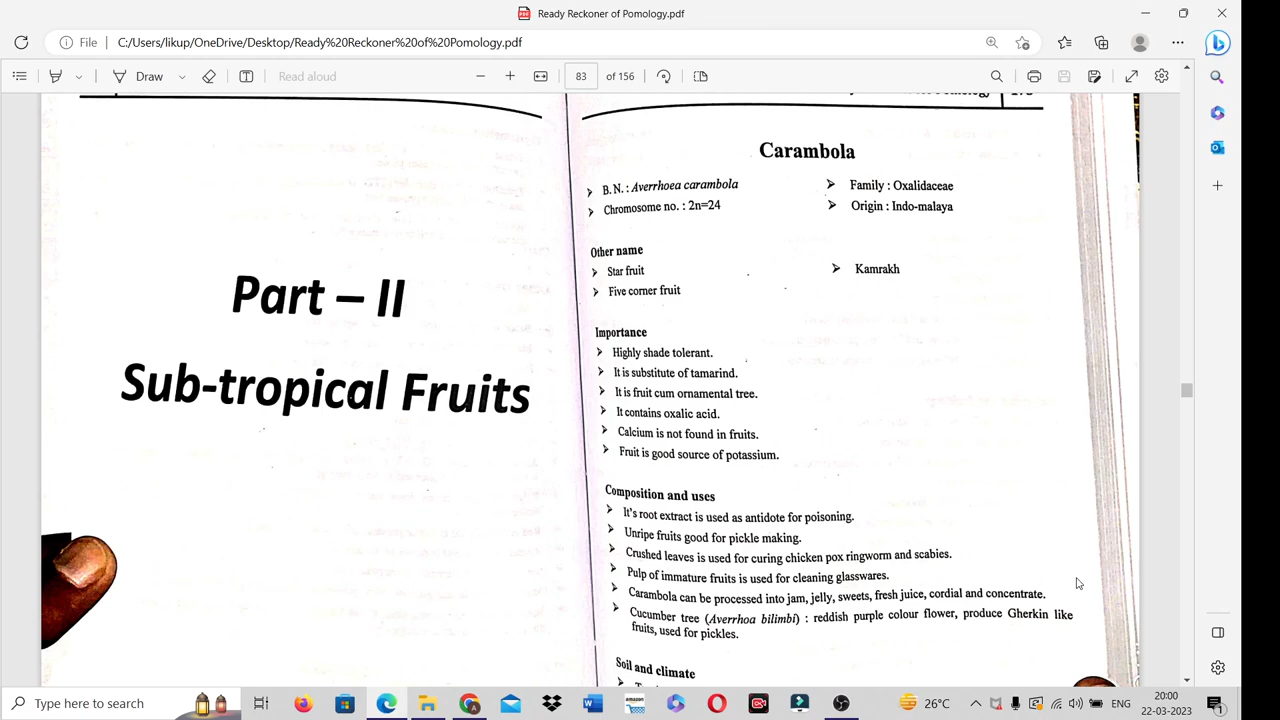 Ready Reckoner of Pomology.pdf
File
C:/Users/likup/OneDrive/Desktop/Ready%20Reckoner%20of%20Pomology.pdf
Draw
Read aloud
83
of 156
Part – II
Sub-tropical Fruits
Carambola
B.N. : Averrhoea carambola
Family : Oxalidaceae
Chromosome no. : 2n=24
Origin : Indo-malaya
Other name
Star fruit
Kamrakh
Five corner fruit
Importance
Highly shade tolerant.
It is substitute of tamarind.
It is fruit cum ornamental tree.
It contains oxalic acid.
Calcium is not found in fruits.
Fruit is good source of potassium.
Composition and uses
It's root extract is used as antidote for poisoning.
Unripe fruits good for pickle making.
Crushed leaves is used for curing chicken pox ringworm and scabies.
Pulp of immature fruits is used for cleaning glasswares.
Carambola can be processed into jam, jelly, sweets, fresh juice, cordial and concentrate.
Cucumber tree (Averrhoa bilimbi) : reddish purple colour flower, produce Gherkin like
fruits, used for pickles.
Soil and climate
Type here to search
26°C
ENG
20:00
22-03-2023